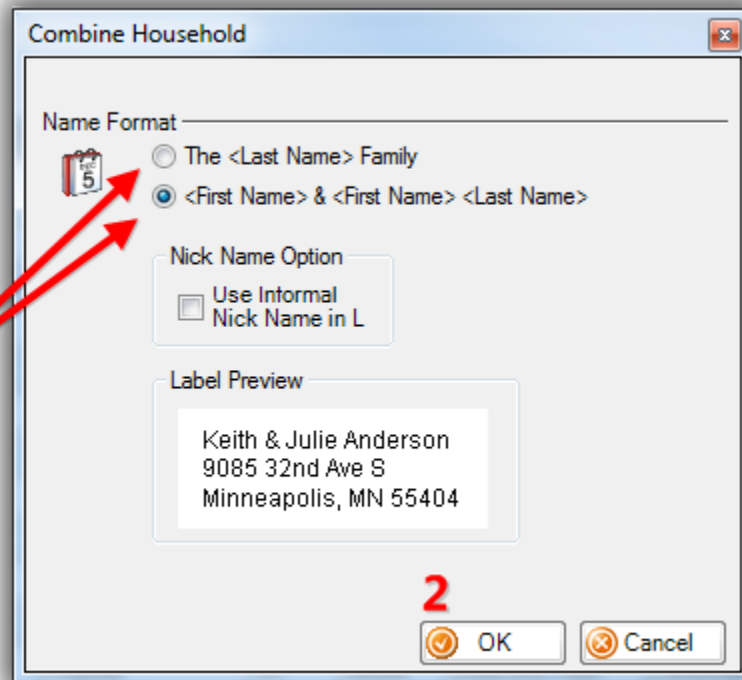 Combine Household
Name Format
The <Last Name> Family
5
<First Name> & <First Name> <Last Name>
Nick Name Option
Use Informal
Nick Name in L
Label Preview
Keith & Julie Anderson
9085 32nd Ave S
Minneapolis, MN 55404
2
OK
Cancel